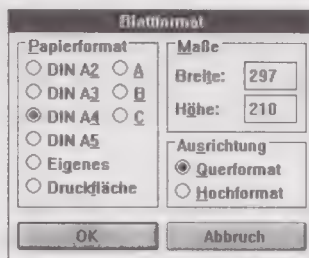 Blattformat
Papierformat
DIN A2 A
DIN A3 B
DIN A4 C
DIN A5
Eigenes
Druckfläche
Maße
Breite: 297
Höhe: 210
Ausrichtung
Querformat
Hochformat
OK
Abbruch